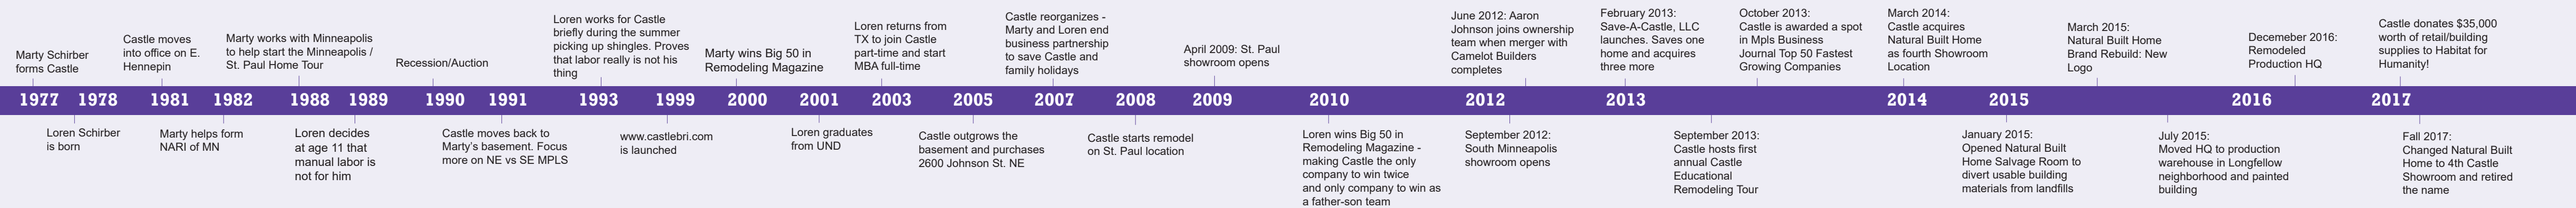 Marty Schirber
forms Castle
Castle moves
into office on E.
Hennepin
Marty works with Minneapolis
to help start the Minneapolis /
St. Paul Home Tour
Recession/Auction
Loren works for Castle
briefly during the summer
picking up shingles. Proves
that labor really is not his
thing
Marty wins Big 50 in
Remodeling Magazine
Loren returns from
TX to join Castle
part-time and start
MBA full-time
Castle reorganizes -
Marty and Loren end
business partnership
to save Castle and
family holidays
April 2009: St. Paul
showroom opens
June 2012: Aaron
Johnson joins ownership
team when merger with
Camelot Builders
completes
February 2013:
Save-A-Castle, LLC
launches. Saves one
home and acquires
three more
October 2013:
Castle is awarded a spot
in Mpls Business
Journal Top 50 Fastest
Growing Companies
March 2014:
Castle acquires
Natural Built Home
as fourth Showroom
Location
March 2015:
Natural Built Home
Brand Rebuild: New
Logo
Decemeber 2016:
Remodeled
Production HQ
Castle donates $35,000
worth of retail/building
supplies to Habitat for
Humanity!
1977 1978 1981 1982 1988 1989 1990 1991 1993 1999 2000 2001 2003 2005 2007 2008 2009 2010 2012 2013 2014 2015 2016 2017
Loren Schirber
is born
Marty helps form
NARI of MN
Loren decides
at age 11 that
manual labor is
not for him
Castle moves back to
Marty's basement. Focus
more on NE vs SE MPLS
www.castlebri.com
is launched
Loren graduates
from UND
Castle outgrows the
basement and purchases
2600 Johnson St. NE
Castle starts remodel
on St. Paul location
Loren wins Big 50 in
Remodeling Magazine -
making Castle the only
company to win twice
and only company to win as
a father-son team
September 2012:
South Minneapolis
showroom opens
September 2013:
Castle hosts first
annual Castle
Educational
Remodeling Tour
January 2015:
Opened Natural Built
Home Salvage Room to
divert usable building
materials from landfills
July 2015:
Moved HQ to production
warehouse in Longfellow
neighborhood and painted
building
Fall 2017:
Changed Natural Built
Home to 4th Castle
Showroom and retired
the name